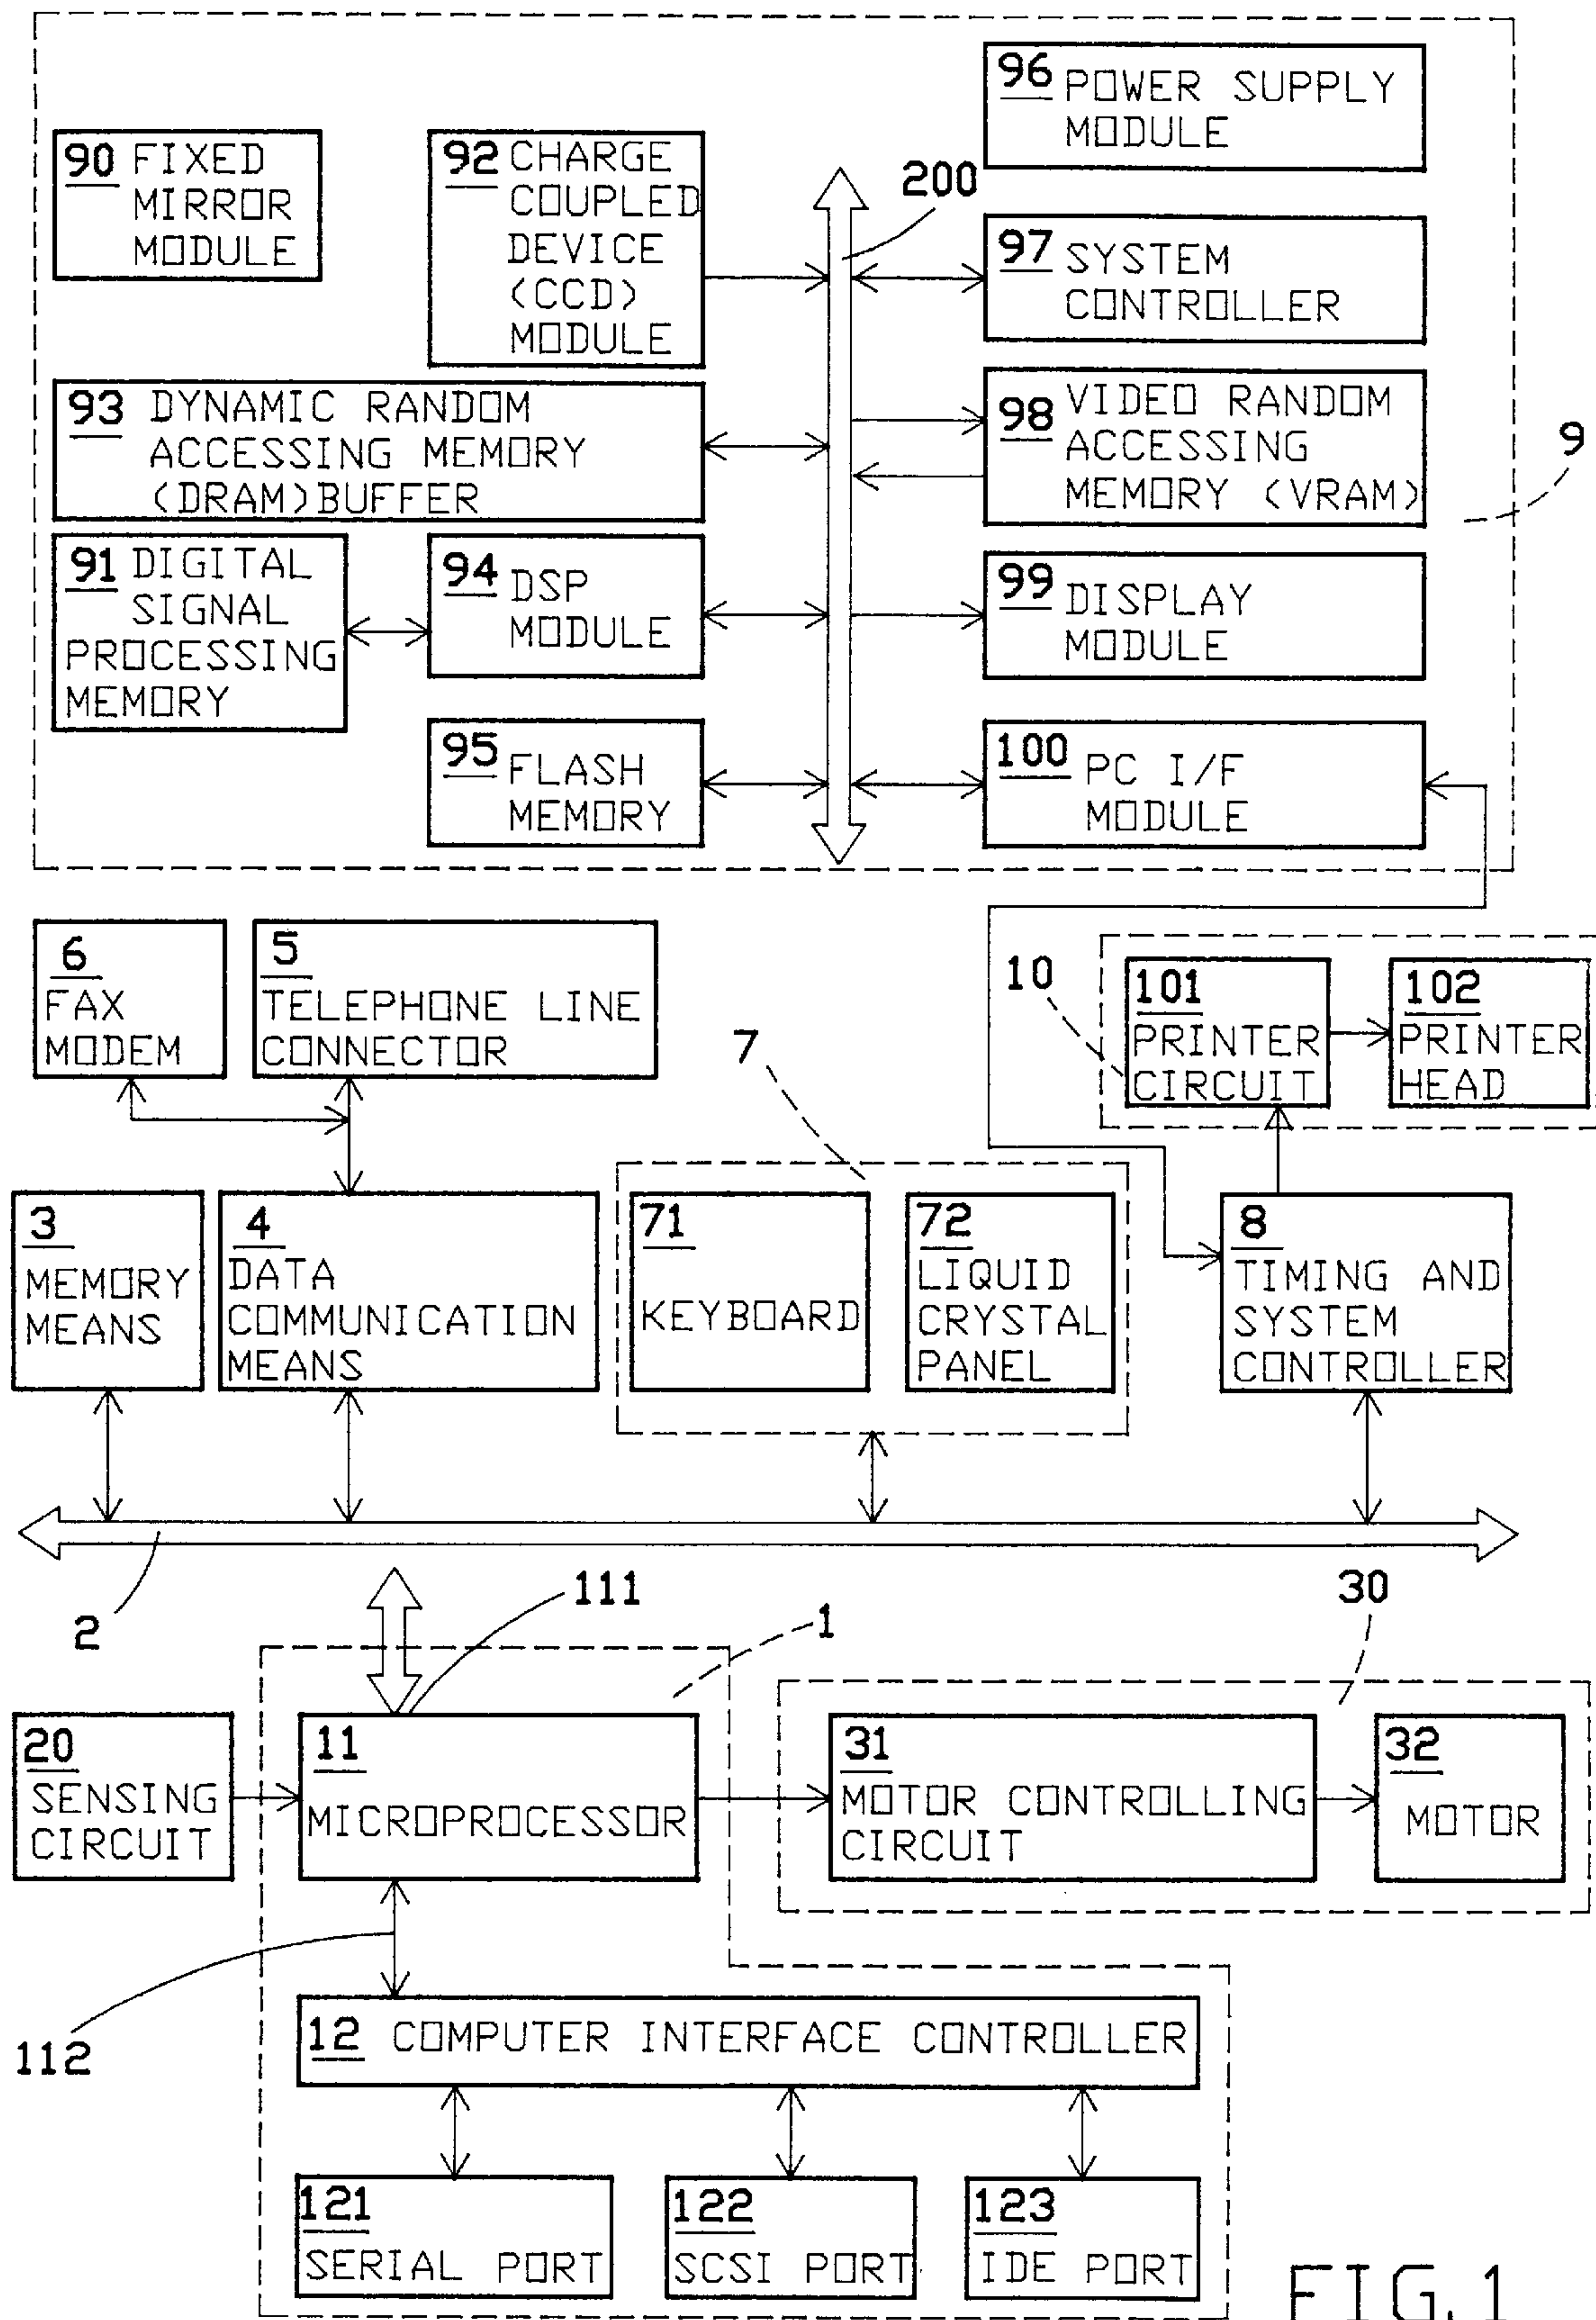 96 POWER SUPPLY
MODULE
90 FIXED
MIRROR
MODULE
92 CHARGE
COUPLED
DEVICE
(CCD)
MODULE
200
97 SYSTEM
CONTROLLER
93 DYNAMIC RANDOM
ACCESSING MEMORY
(DRAM)BUFFER
98 VIDEO RANDOM
ACCESSING
MEMORY (VRAM)
9
91 DIGITAL
SIGNAL
PROCESSING
MEMORY
94 DSP
MODULE
99 DISPLAY
MODULE
95 FLASH
MEMORY
100 PC I/F
MODULE
6
FAX
MODEM
5
TELEPHONE LINE
CONNECTOR
7
10
101
PRINTER
CIRCUIT
102
PRINTER
HEAD
3
MEMORY
MEANS
4
DATA
COMMUNICATION
MEANS
71
KEYBOARD
72
LIQUID
CRYSTAL
PANEL
8
TIMING AND
SYSTEM
CONTROLLER
2
111
1
30
20
SENSING
CIRCUIT
11
MICROPROCESSOR
31
MOTOR CONTROLLING
CIRCUIT
32
MOTOR
112
12 COMPUTER INTERFACE CONTROLLER
121
SERIAL PORT
122
SCSI PORT
123
IDE PORT
FIG.1